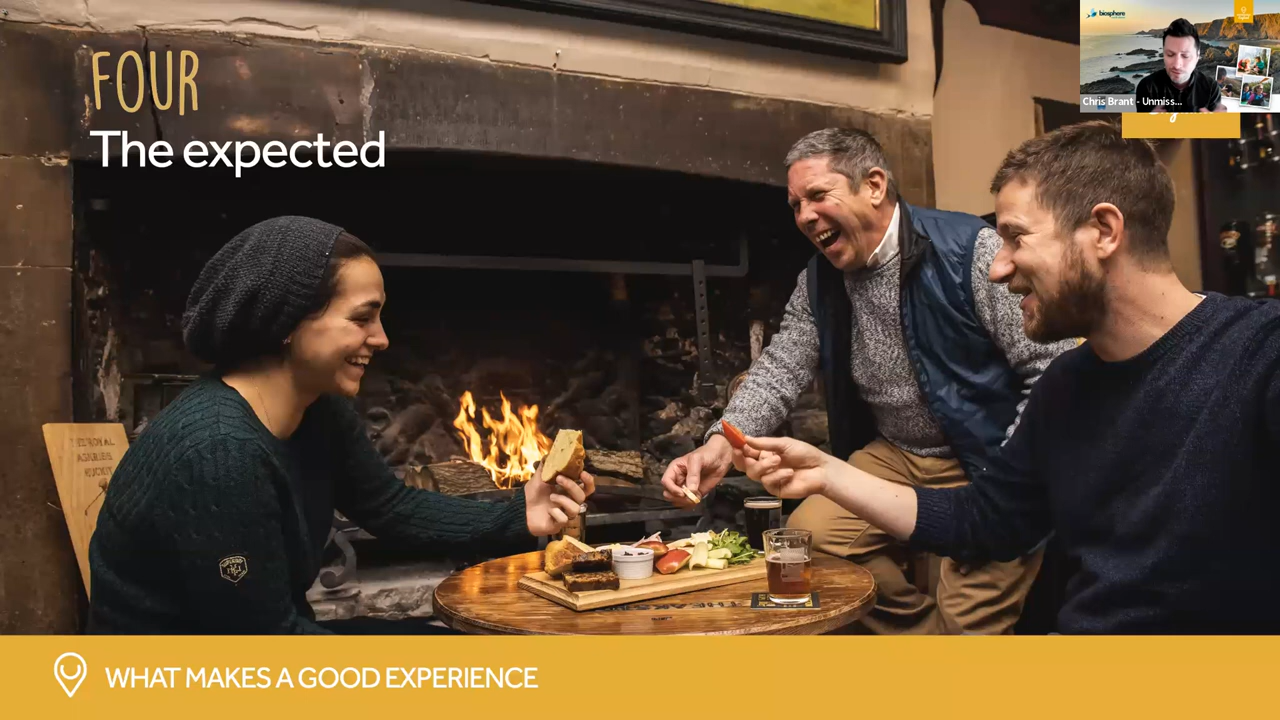 FOUR
The expected
biosphere
Chris Brant - Unmiss...
WHAT MAKES A GOOD EXPERIENCE